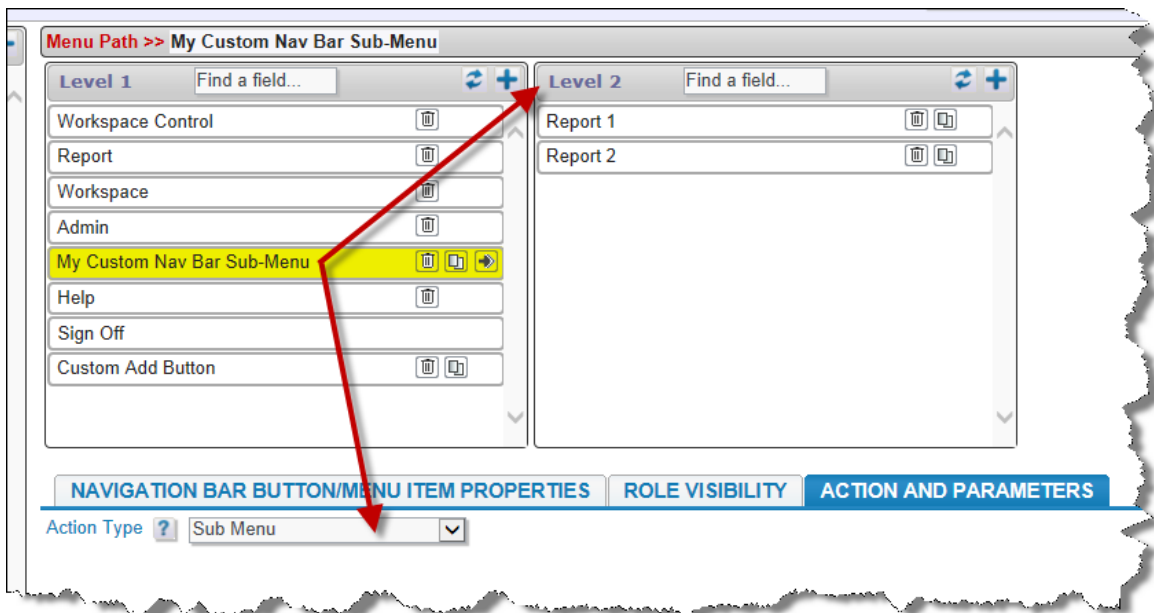 Menu Path >> My Custom Nav Bar Sub-Menu
Level 1 Find a field...
Workspace Control
Report
Workspace
Admin
My Custom Nav Bar Sub-Menu
Help
Sign Off
Custom Add Button
Level 2 Find a field...
Report 1
Report 2
NAVIGATION BAR BUTTON/MENU ITEM PROPERTIES ROLE VISIBILITY ACTION AND PARAMETERS
Action Type ? Sub Menu